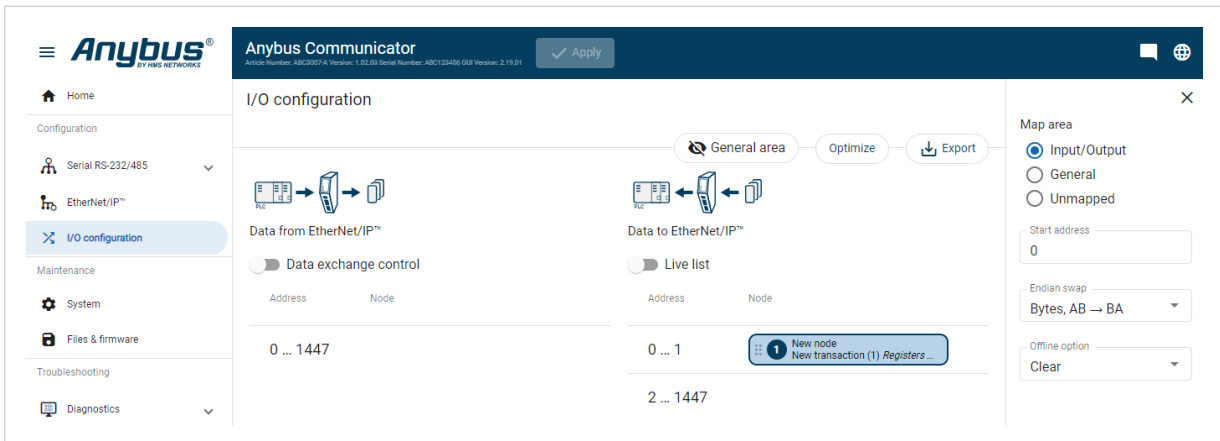 Anybus®
BY HMS NETWORKS
Anybus Communicator
Article Number: ABC3007-A Version: 1.02.03 Serial Number: ABC123456 GUI Version: 2.19.01
Apply
Home
Configuration
Serial RS-232/485
EtherNet/IP™
I/O configuration
Maintenance
System
Files & firmware
Troubleshooting
Diagnostics
I/O configuration
General area
Optimize
Export
PLC
Data from EtherNet/IP™
Data exchange control
Address Node
0 ... 1447
PLC
Data to EtherNet/IP™
Live list
Address Node
0 ... 1
1
New node
New transaction (1) Registers ...
2 ... 1447
Map area
Input/Output
General
Unmapped
Start address
0
Endian swap
Bytes, AB → BA
Offline option
Clear